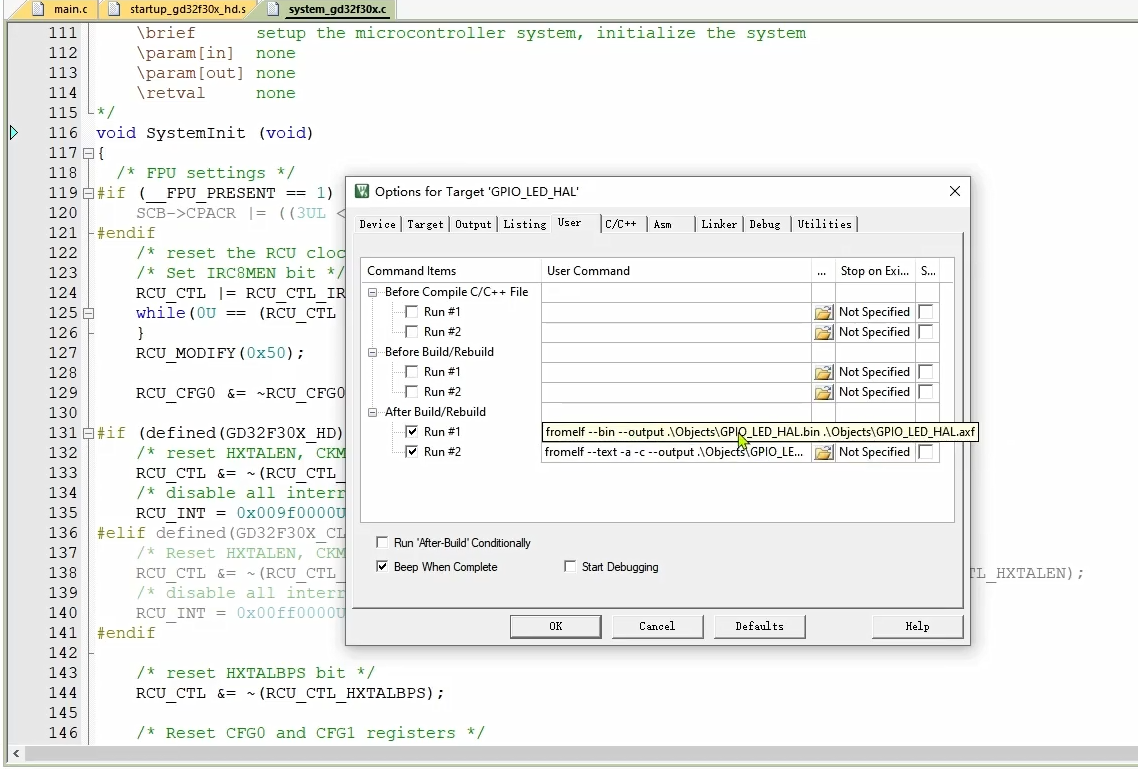 main.c startup_gd32f30x_hd.s system_gd32f30x.c
111 \brief setup the microcontroller system, initialize the system
112 \param[in] none
113 \param[out] none
114 \retval none
115 */
116 void SystemInit (void)
117 {
118 /* FPU settings */
119 #if (__FPU_PRESENT == 1)
120 SCB->CPACR |= ((3UL <
121 #endif
122 /* reset the RCU cloc
123 /* Set IRC8MEN bit */
124 RCU_CTL |= RCU_CTL_IR
125 while(0U == (RCU_CTL
126 }
127 RCU_MODIFY(0x50);
128
129 RCU_CFG0 &= ~RCU_CFG0
130
131 #if (defined(GD32F30X_HD)
132 /* reset HXTALEN, CKM
133 RCU_CTL &= ~(RCU_CTL_
134 /* disable all interr
135 RCU_INT = 0x009f0000U
136 #elif defined(GD32F30X_CL
137 /* Reset HXTALEN, CKM
138 RCU_CTL &= ~(RCU_CTL_ TL_HXTALEN);
139 /* disable all interr
140 RCU_INT = 0x00ff0000U
141 #endif
142
143 /* reset HXTALBPS bit */
144 RCU_CTL &= ~(RCU_CTL_HXTALBPS);
145
146 /* Reset CFG0 and CFG1 registers */
Options for Target 'GPIO_LED_HAL'
Device Target Output Listing User C/C++ Asm Linker Debug Utilities
Command Items User Command ... Stop on Exi... S...
Before Compile C/C++ File
Run #1 Not Specified
Run #2 Not Specified
Before Build/Rebuild
Run #1 Not Specified
Run #2 Not Specified
After Build/Rebuild
Run #1 fromelf --bin --output .\Objects\GPIO_LED_HAL.bin .\Objects\GPIO_LED_HAL.axf
Run #2 fromelf --text -a -c --output .\Objects\GPIO_LE... Not Specified
Run 'After-Build' Conditionally
Beep When Complete Start Debugging
OK Cancel Defaults Help